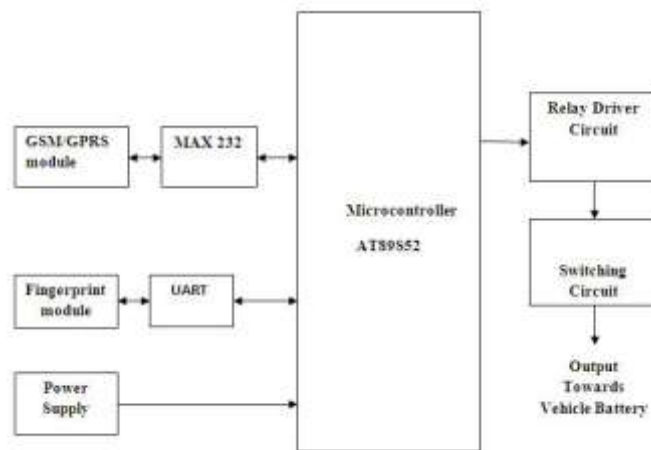 GSM/GPRS
module
MAX 232
Fingerprint
module
UART
Power
Supply
Microcontroller
AT89S52
Relay Driver
Circuit
Switching
Circuit
Output
Towards
Vehicle Battery